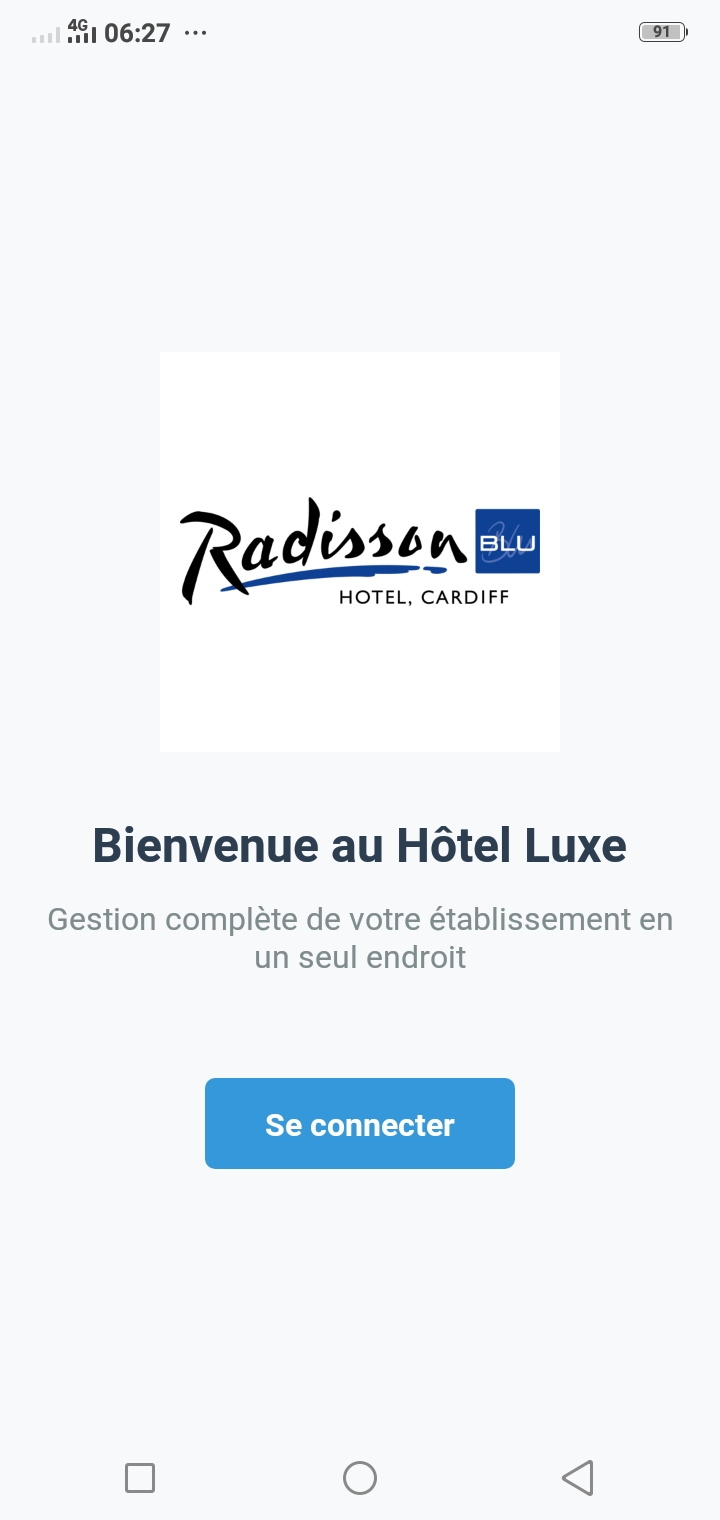 4G 06:27 ... 91
Radisson BLU
HOTEL, CARDIFF
Bienvenue au Hôtel Luxe
Gestion complète de votre établissement en
un seul endroit
Se connecter